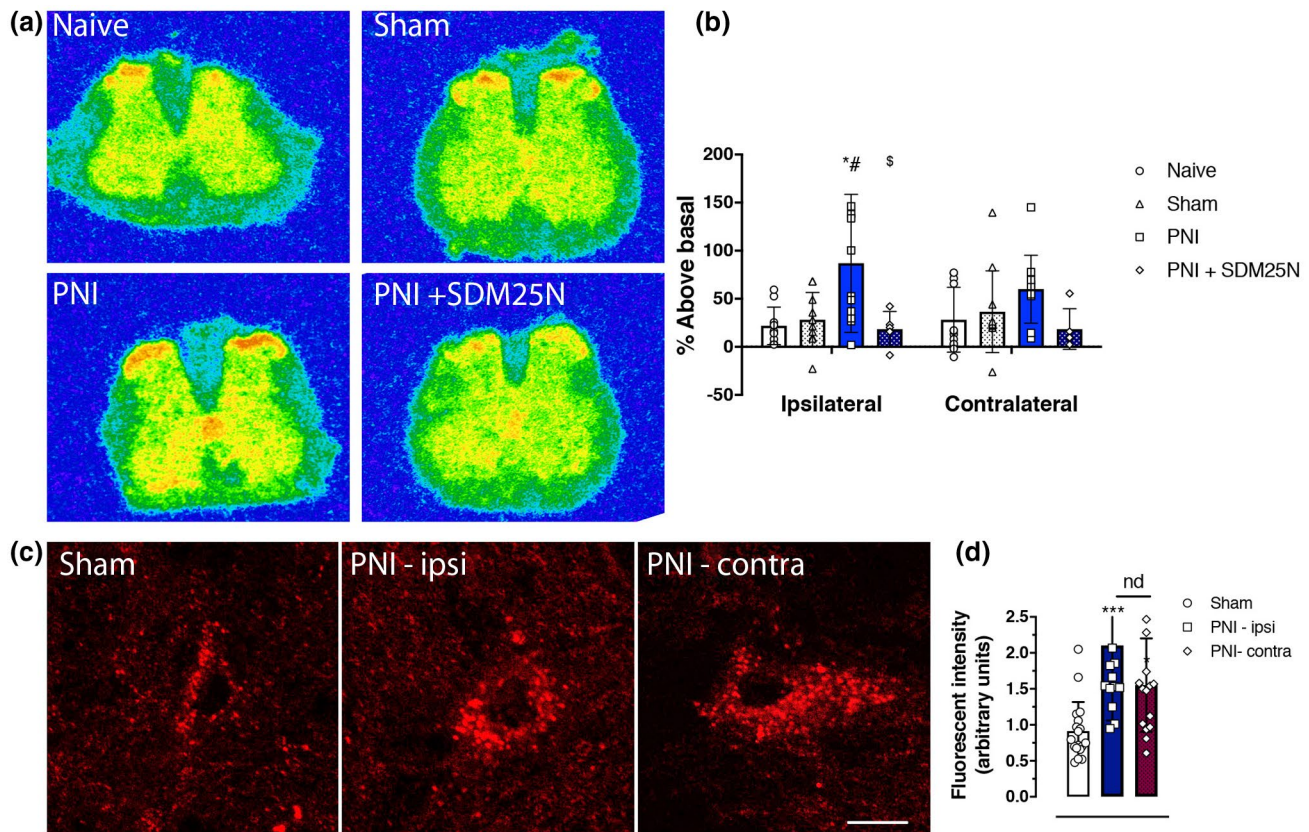 (a)
Naive
Sham
PNI
PNI +SDM25N
(b)
% Above basal
200
150
100
50
0
-50
*#
$
Ipsilateral
Contralateral
Naive
Sham
PNI
PNI + SDM25N
(c)
Sham
PNI - ipsi
PNI - contra
(d)
Fluorescent intensity
(arbitrary units)
2.5
2.0
1.5
1.0
0.5
0.0
nd
***
*
Sham
PNI - ipsi
PNI- contra